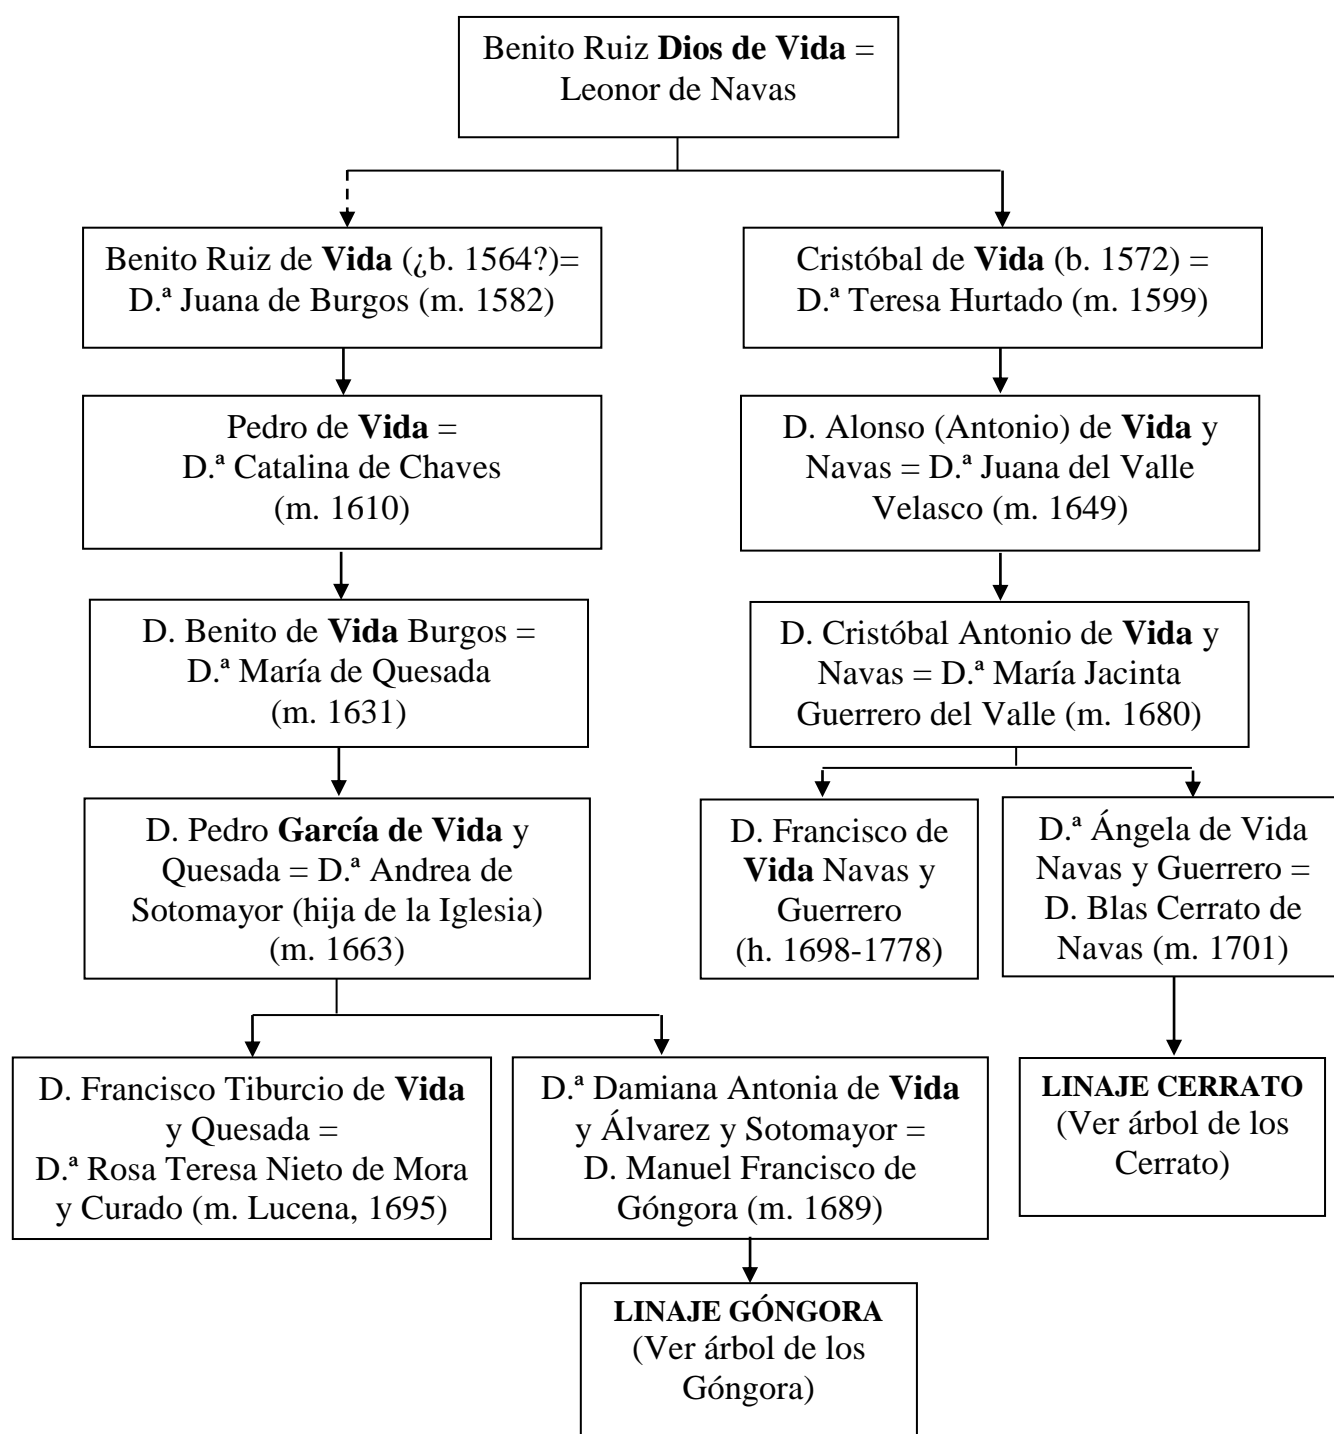 Benito Ruiz Dios de Vida =
Leonor de Navas
Benito Ruiz de Vida (¿b. 1564?)=
D.ª Juana de Burgos (m. 1582)
Cristóbal de Vida (b. 1572) =
D.ª Teresa Hurtado (m. 1599)
Pedro de Vida =
D.ª Catalina de Chaves
(m. 1610)
D. Alonso (Antonio) de Vida y
Navas = D.ª Juana del Valle
Velasco (m. 1649)
D. Benito de Vida Burgos =
D.ª María de Quesada
(m. 1631)
D. Cristóbal Antonio de Vida y
Navas = D.ª María Jacinta
Guerrero del Valle (m. 1680)
D. Pedro García de Vida y
Quesada = D.ª Andrea de
Sotomayor (hija de la Iglesia)
(m. 1663)
D. Francisco de
Vida Navas y
Guerrero
(h. 1698-1778)
D.ª Ángela de Vida
Navas y Guerrero =
D. Blas Cerrato de
Navas (m. 1701)
D. Francisco Tiburcio de Vida
y Quesada =
D.ª Rosa Teresa Nieto de Mora
y Curado (m. Lucena, 1695)
D.ª Damiana Antonia de Vida
y Álvarez y Sotomayor =
D. Manuel Francisco de
Góngora (m. 1689)
LINAJE CERRATO
(Ver árbol de los
Cerrato)
LINAJE GÓNGORA
(Ver árbol de los
Góngora)